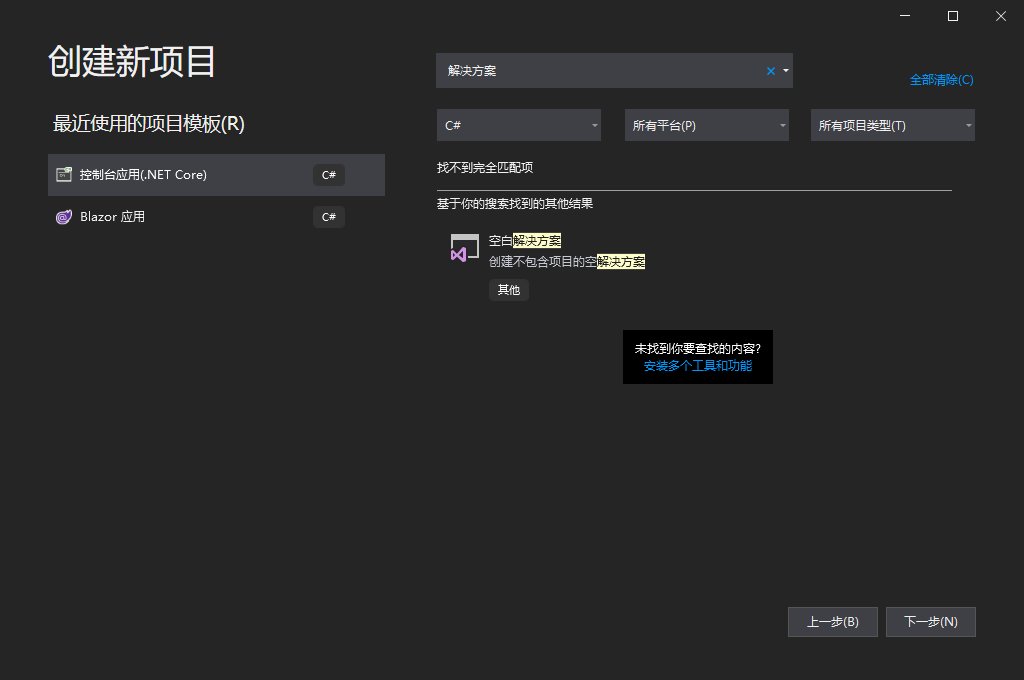 创建新项目
最近使用的项目模板(R)
控制台应用(.NET Core) C#
Blazor 应用 C#
解决方案
全部清除(C)
C# 所有平台(P) 所有项目类型(T)
找不到完全匹配项
基于你的搜索找到的其他结果
空白解决方案
创建不包含项目的空解决方案
其他
未找到你要查找的内容?
安装多个工具和功能
上一步(B) 下一步(N)